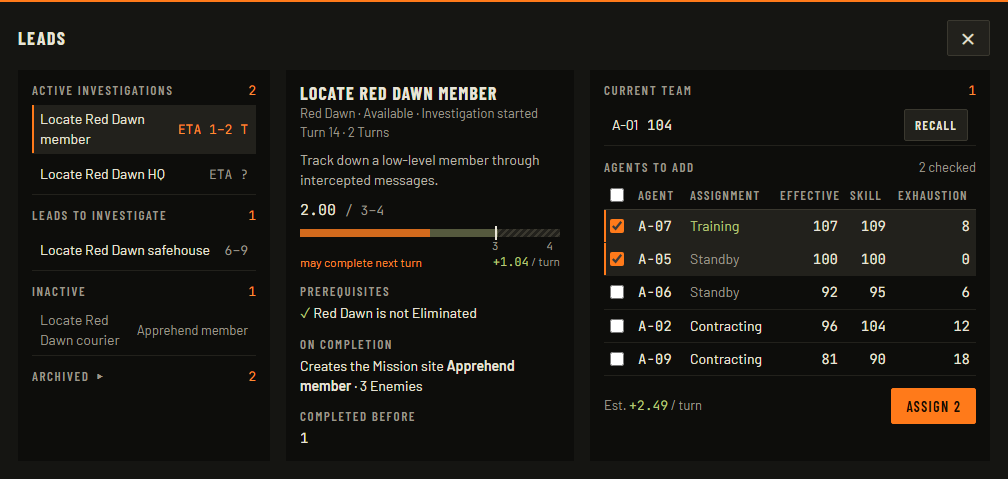 LEADS
✕
ACTIVE INVESTIGATIONS 2
Locate Red Dawn
member
ETA 1–2 T
Locate Red Dawn HQ ETA ?
LEADS TO INVESTIGATE 1
Locate Red Dawn safehouse 6–9
INACTIVE 1
Locate Red
Dawn courier
Apprehend member
ARCHIVED ▸ 2
LOCATE RED DAWN MEMBER
Red Dawn · Available · Investigation started
Turn 14 · 2 Turns
Track down a low-level member through
intercepted messages.
2.00 / 3–4
3 4
may complete next turn +1.04 / turn
PREREQUISITES
✓ Red Dawn is not Eliminated
ON COMPLETION
Creates the Mission site Apprehend
member · 3 Enemies
COMPLETED BEFORE
1
CURRENT TEAM 1
A-01 104 RECALL
AGENTS TO ADD 2 checked
AGENT ASSIGNMENT EFFECTIVE SKILL EXHAUSTION
A-07 Training 107 109 8
A-05 Standby 100 100 0
A-06 Standby 92 95 6
A-02 Contracting 96 104 12
A-09 Contracting 81 90 18
Est. +2.49 / turn ASSIGN 2